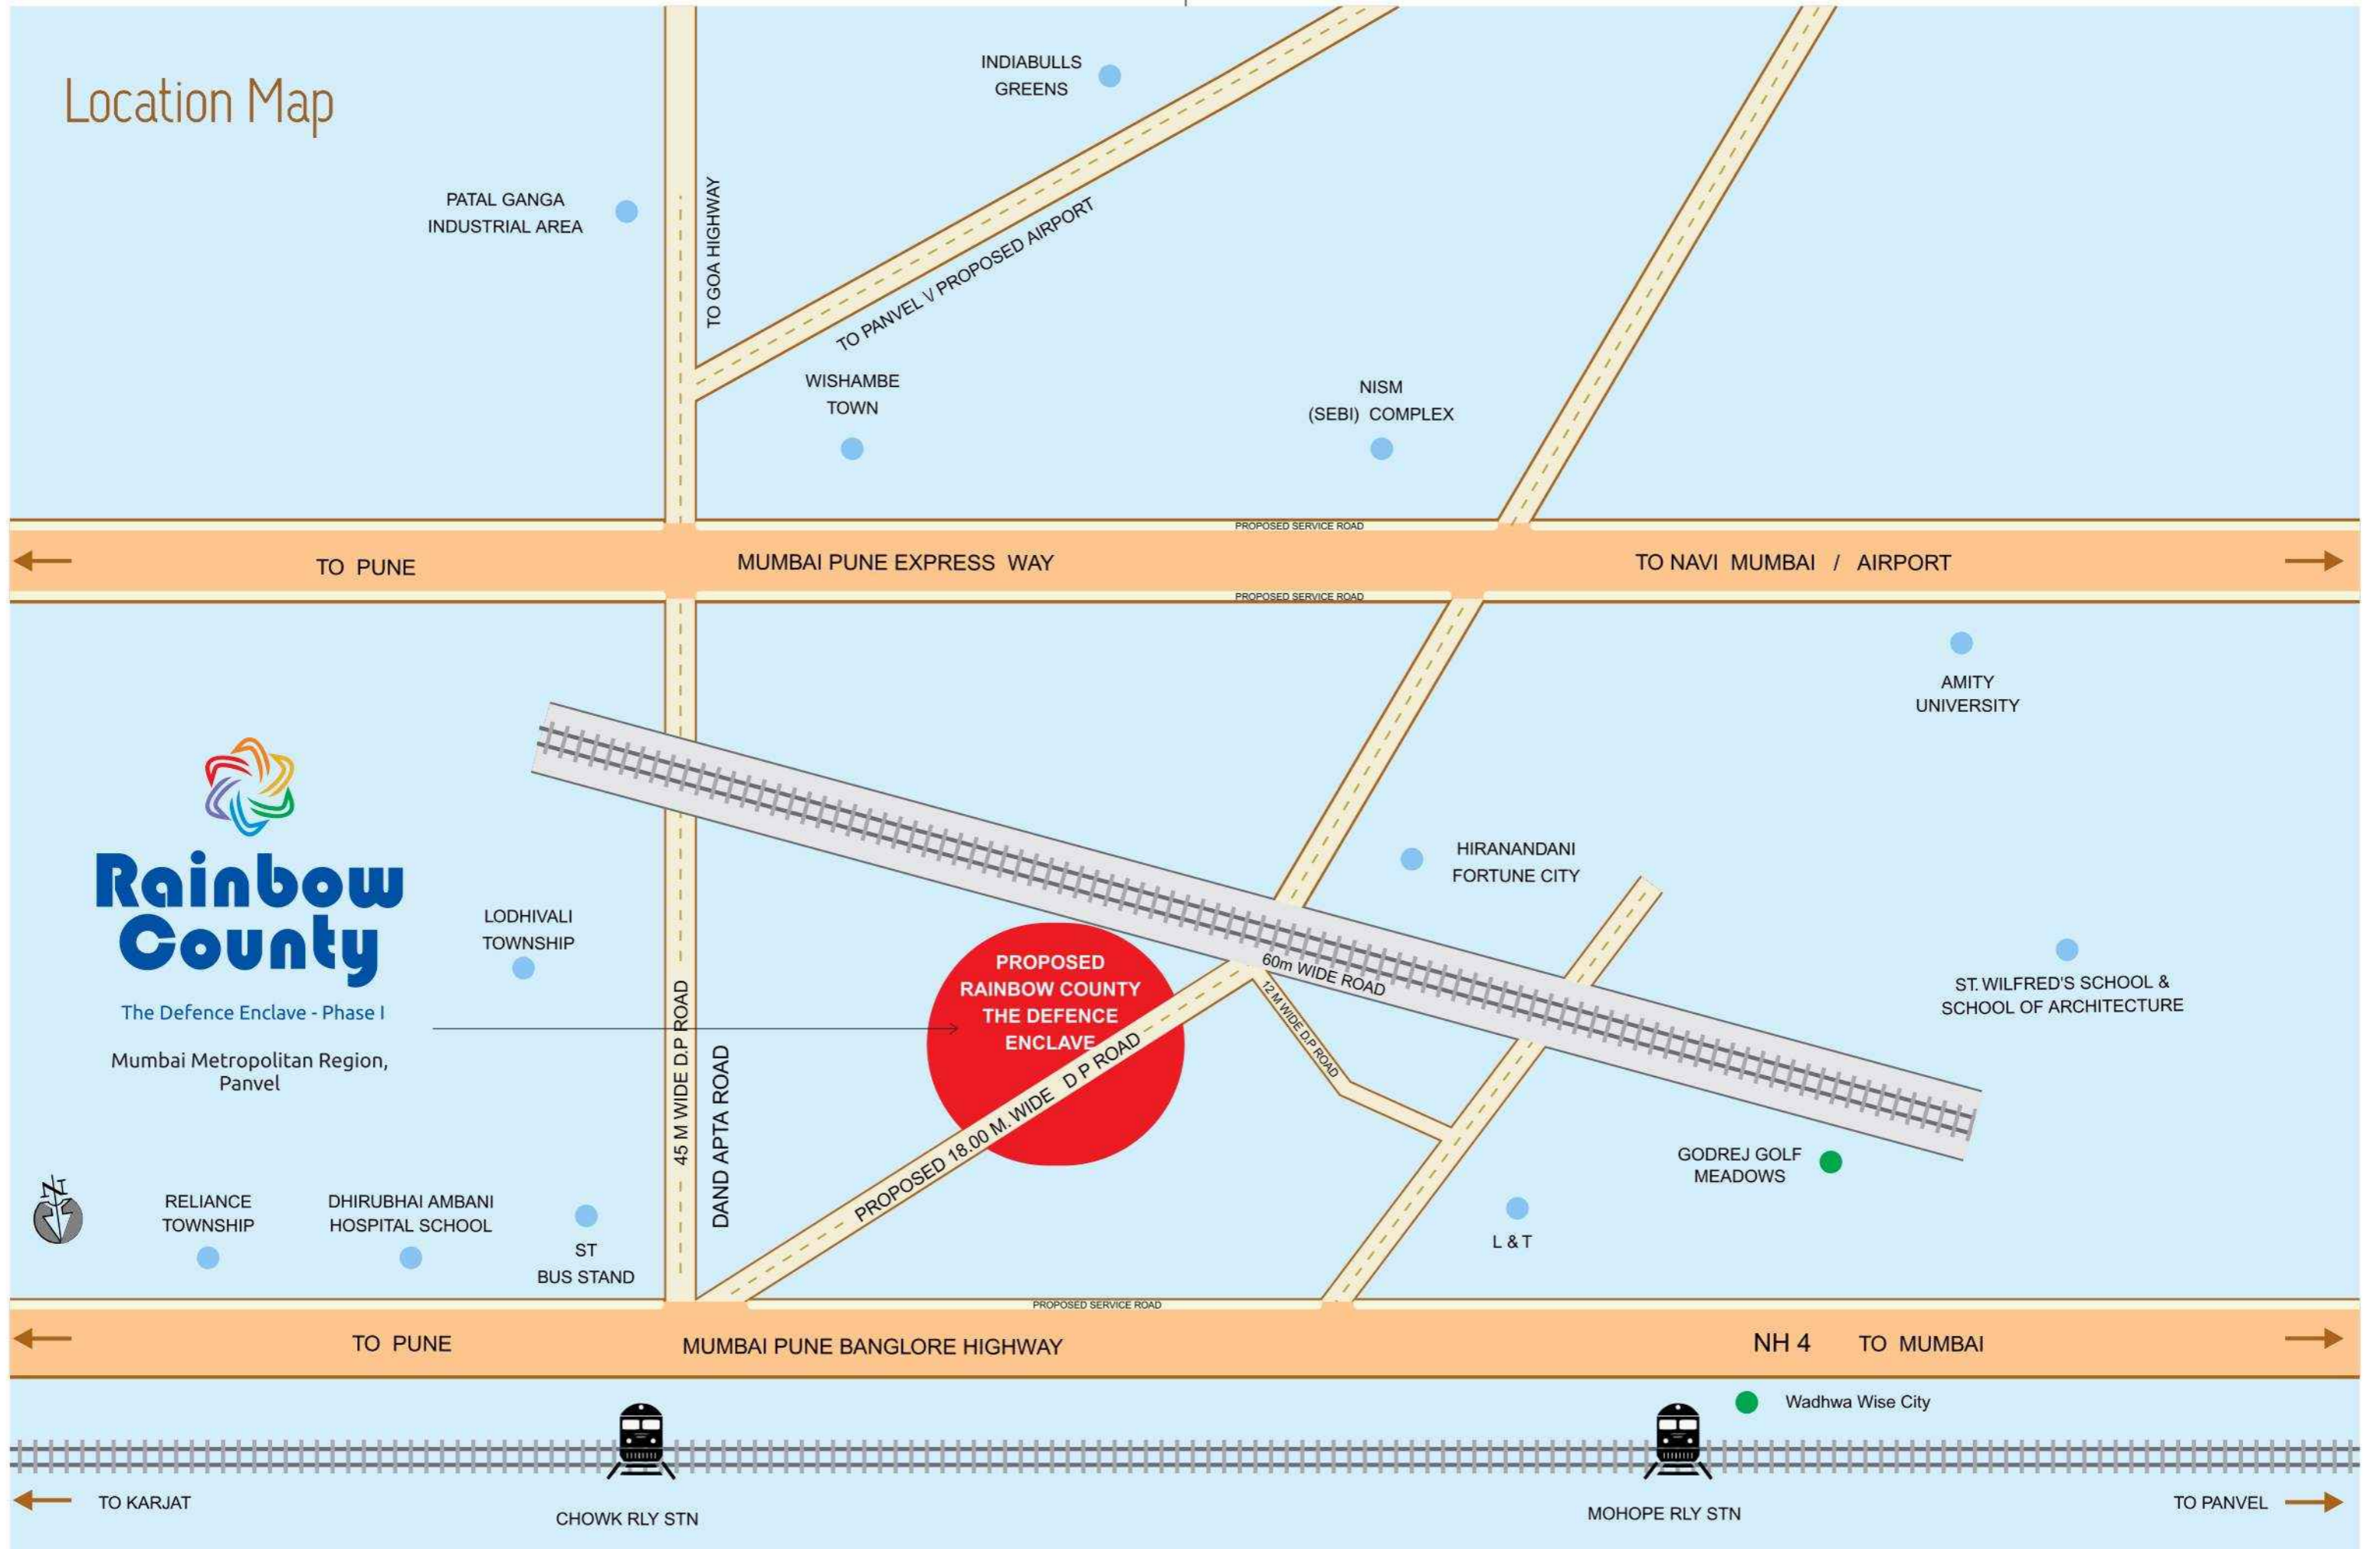 Location Map
INDIABULLS
GREENS
PATAL GANGA
INDUSTRIAL AREA
TO GOA HIGHWAY
TO PANVEL \/ PROPOSED AIRPORT
WISHAMBE
TOWN
NISM
(SEBI) COMPLEX
PROPOSED SERVICE ROAD
TO PUNE
MUMBAI PUNE EXPRESS WAY
TO NAVI MUMBAI / AIRPORT
PROPOSED SERVICE ROAD
AMITY
UNIVERSITY
Rainbow
County
The Defence Enclave - Phase I
Mumbai Metropolitan Region,
Panvel
LODHIVALI
TOWNSHIP
45 M WIDE D.P ROAD
DAND APTA ROAD
PROPOSED
RAINBOW COUNTY
THE DEFENCE
ENCLAVE
PROPOSED 18.00 M. WIDE D P ROAD
60m WIDE ROAD
12 M WIDE D.P ROAD
HIRANANDANI
FORTUNE CITY
ST. WILFRED'S SCHOOL &
SCHOOL OF ARCHITECTURE
GODREJ GOLF
MEADOWS
L & T
N
RELIANCE
TOWNSHIP
DHIRUBHAI AMBANI
HOSPITAL SCHOOL
ST
BUS STAND
PROPOSED SERVICE ROAD
TO PUNE
MUMBAI PUNE BANGLORE HIGHWAY
NH 4 TO MUMBAI
Wadhwa Wise City
TO KARJAT
CHOWK RLY STN
MOHOPE RLY STN
TO PANVEL